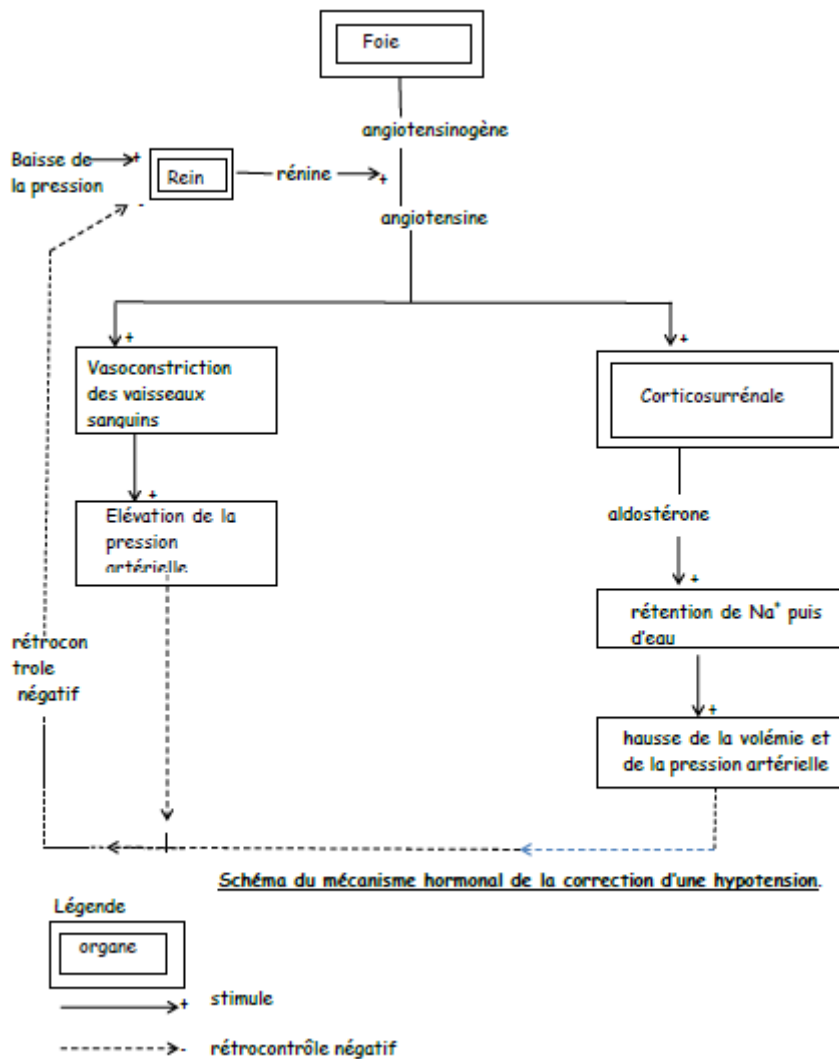 Foie
angiotensinogène
Baisse de
la pression
+
-
Rein
rénine
+
angiotensine
+
+
Vasoconstriction
des vaisseaux
sanguins
Corticosurrénale
+
Elévation de la
pression
artérielle
aldostérone
+
rétention de Na⁺ puis
d'eau
rétrocon
trole
négatif
+
hausse de la volémie et
de la pression artérielle
Schéma du mécanisme hormonal de la correction d'une hypotension.
Légende
organe
+ stimule
- rétrocontrôle négatif